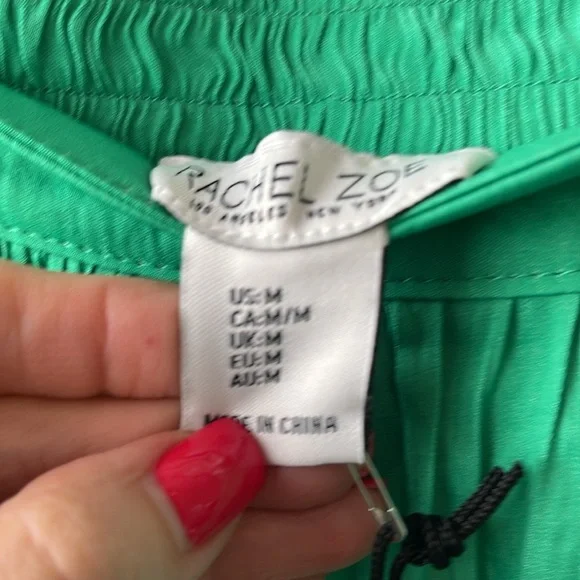 RACHEL ZOE
LOS ANGELES NEW YORK
US:M
CA:M/M
UK:M
EU:M
AU:M
MADE IN CHINA